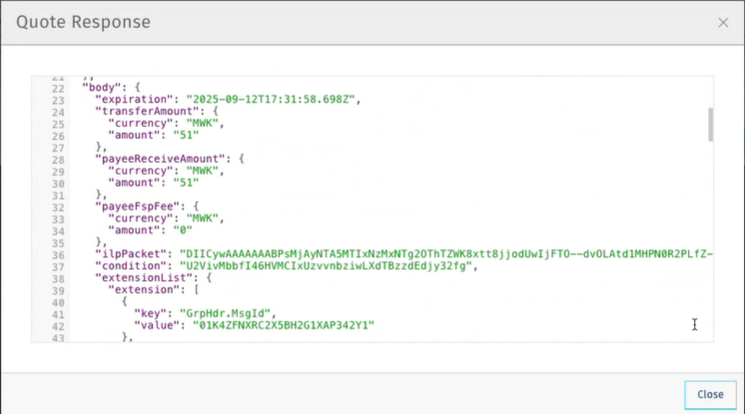 Quote Response
21 },
22 "body": {
23 "expiration": "2025-09-12T17:31:58.698Z",
24 "transferAmount": {
25 "currency": "MWK",
26 "amount": "51"
27 },
28 "payeeReceiveAmount": {
29 "currency": "MWK",
30 "amount": "51"
31 },
32 "payeeFspFee": {
33 "currency": "MWK",
34 "amount": "0"
35 },
36 "ilpPacket": "DIICywAAAAAAABPsMjAyNTA5MTIxNzMxNTg2OThTZWK8xtt8jjodUwIjFTO--dvOLAtd1MHPN0R2PLfZ-
37 "condition": "U2VivMbbfI46HVMCIxUzvvnbziwLXdTBzzdEdjy32fg",
38 "extensionList": {
39 "extension": [
40 {
41 "key": "GrpHdr.MsgId",
42 "value": "01K4ZFNXRC2X5BH2G1XAP342Y1"
43 },
Close